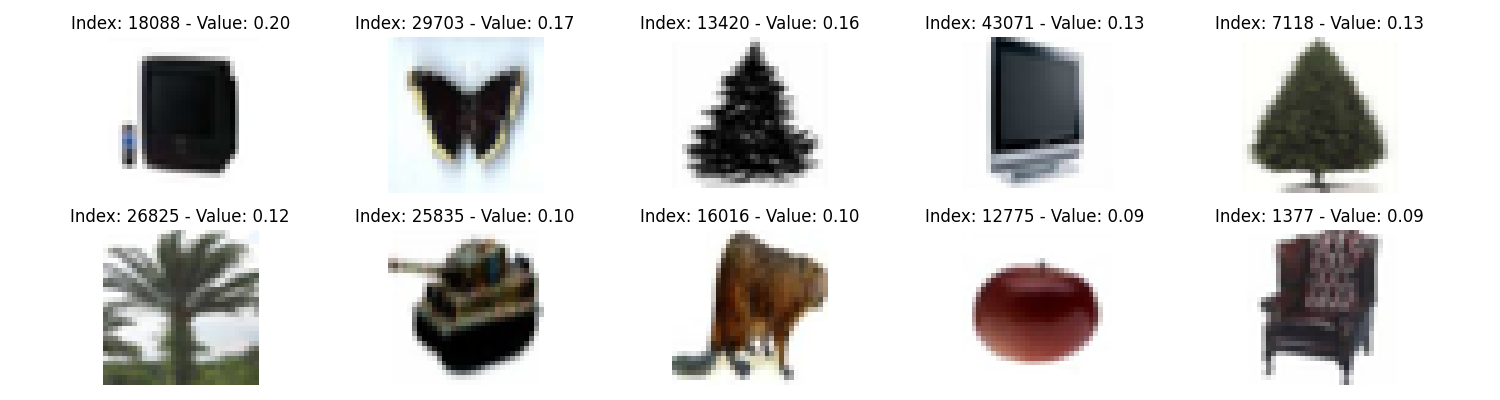 Index: 18088 - Value: 0.20
Index: 29703 - Value: 0.17
Index: 13420 - Value: 0.16
Index: 43071 - Value: 0.13
Index: 7118 - Value: 0.13
Index: 26825 - Value: 0.12
Index: 25835 - Value: 0.10
Index: 16016 - Value: 0.10
Index: 12775 - Value: 0.09
Index: 1377 - Value: 0.09